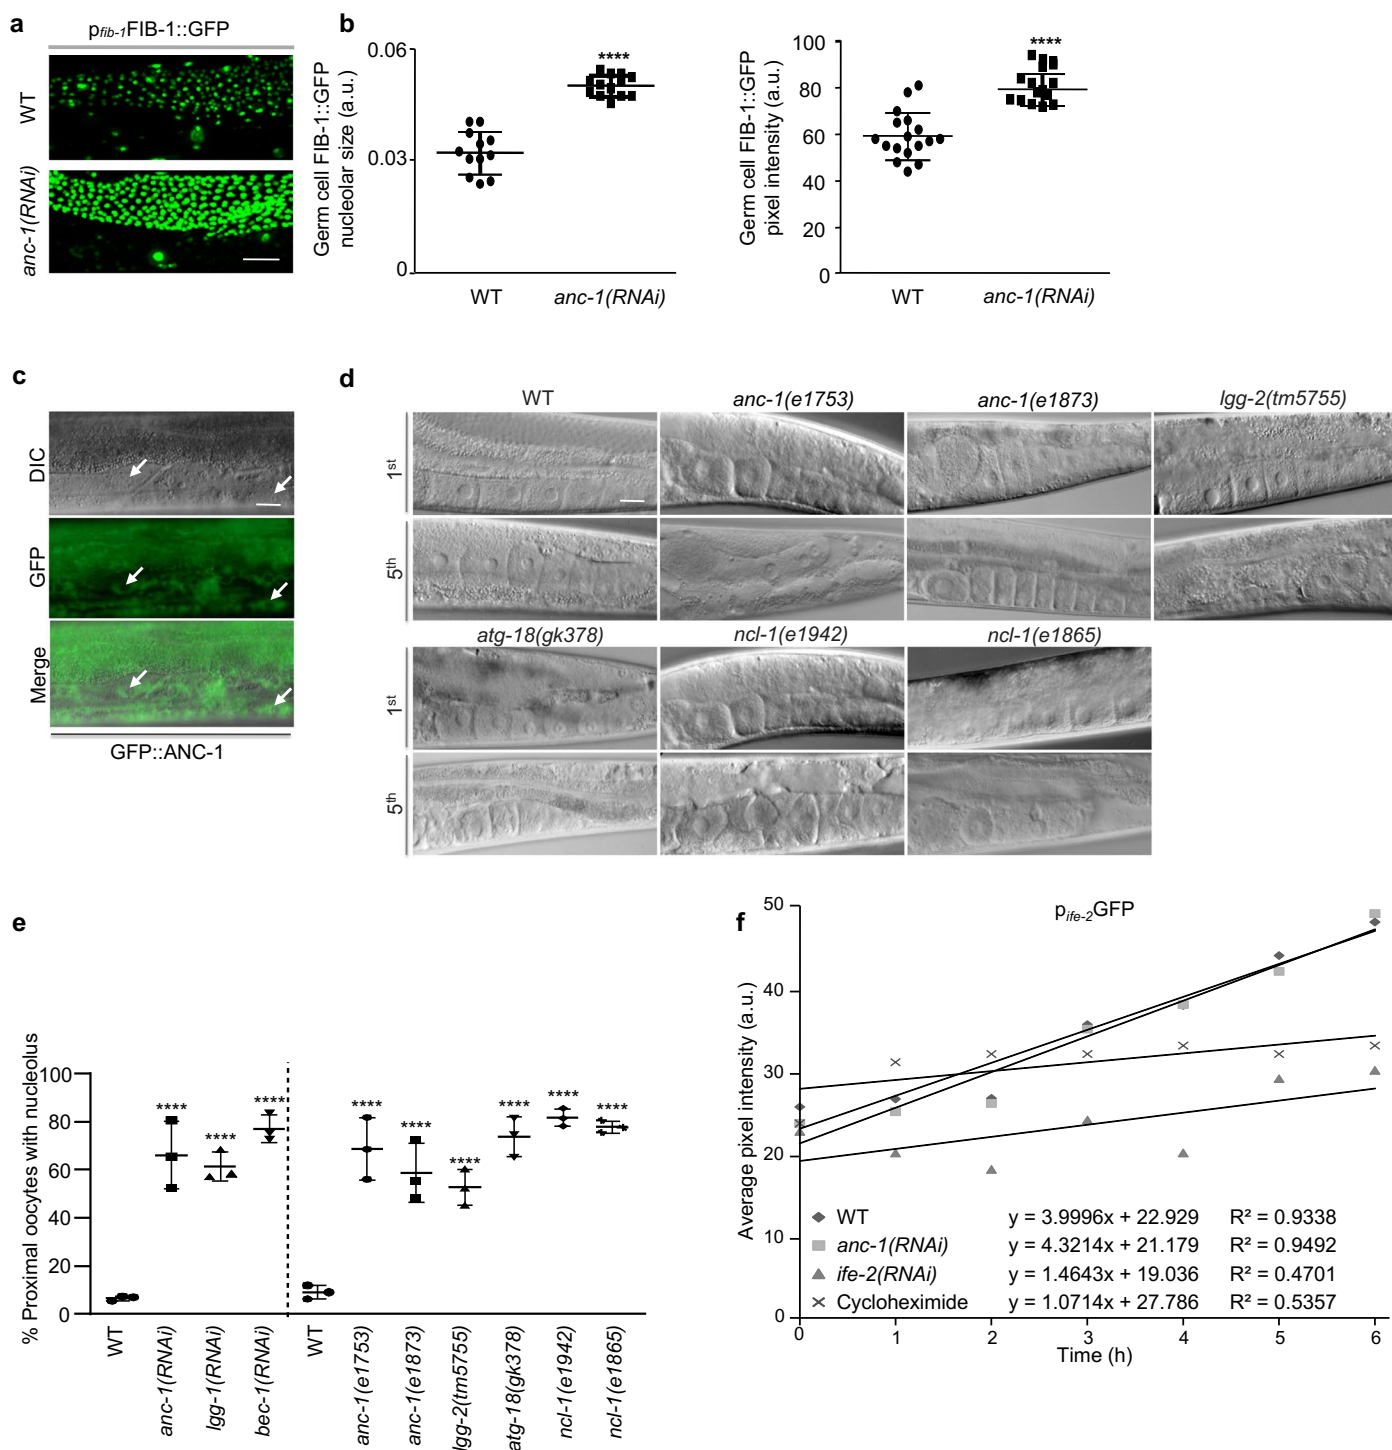 a
p fib-1 FIB-1::GFP
WT
anc-1(RNAi)
b
Germ cell FIB-1::GFP
nucleolar size (a.u.)
0.06
0.03
0
****
WT
anc-1(RNAi)
Germ cell FIB-1::GFP
pixel intensity (a.u.)
100
80
60
40
20
0
****
WT
anc-1(RNAi)
c
DIC
GFP
Merge
GFP::ANC-1
d
WT
anc-1(e1753)
anc-1(e1873)
lgg-2(tm5755)
1st
5th
atg-18(gk378)
ncl-1(e1942)
ncl-1(e1865)
1st
5th
e
% Proximal oocytes with nucleolus
100
80
60
40
20
0
****
****
****
****
****
****
****
****
****
WT
anc-1(RNAi)
lgg-1(RNAi)
bec-1(RNAi)
WT
anc-1(e1753)
anc-1(e1873)
lgg-2(tm5755)
atg-18(gk378)
ncl-1(e1942)
ncl-1(e1865)
f
p ife-2 GFP
Average pixel intensity (a.u.)
50
40
30
20
10
0
WT y = 3.9996x + 22.929 R² = 0.9338
anc-1(RNAi) y = 4.3214x + 21.179 R² = 0.9492
ife-2(RNAi) y = 1.4643x + 19.036 R² = 0.4701
Cycloheximide y = 1.0714x + 27.786 R² = 0.5357
0 1 2 3 4 5 6
Time (h)